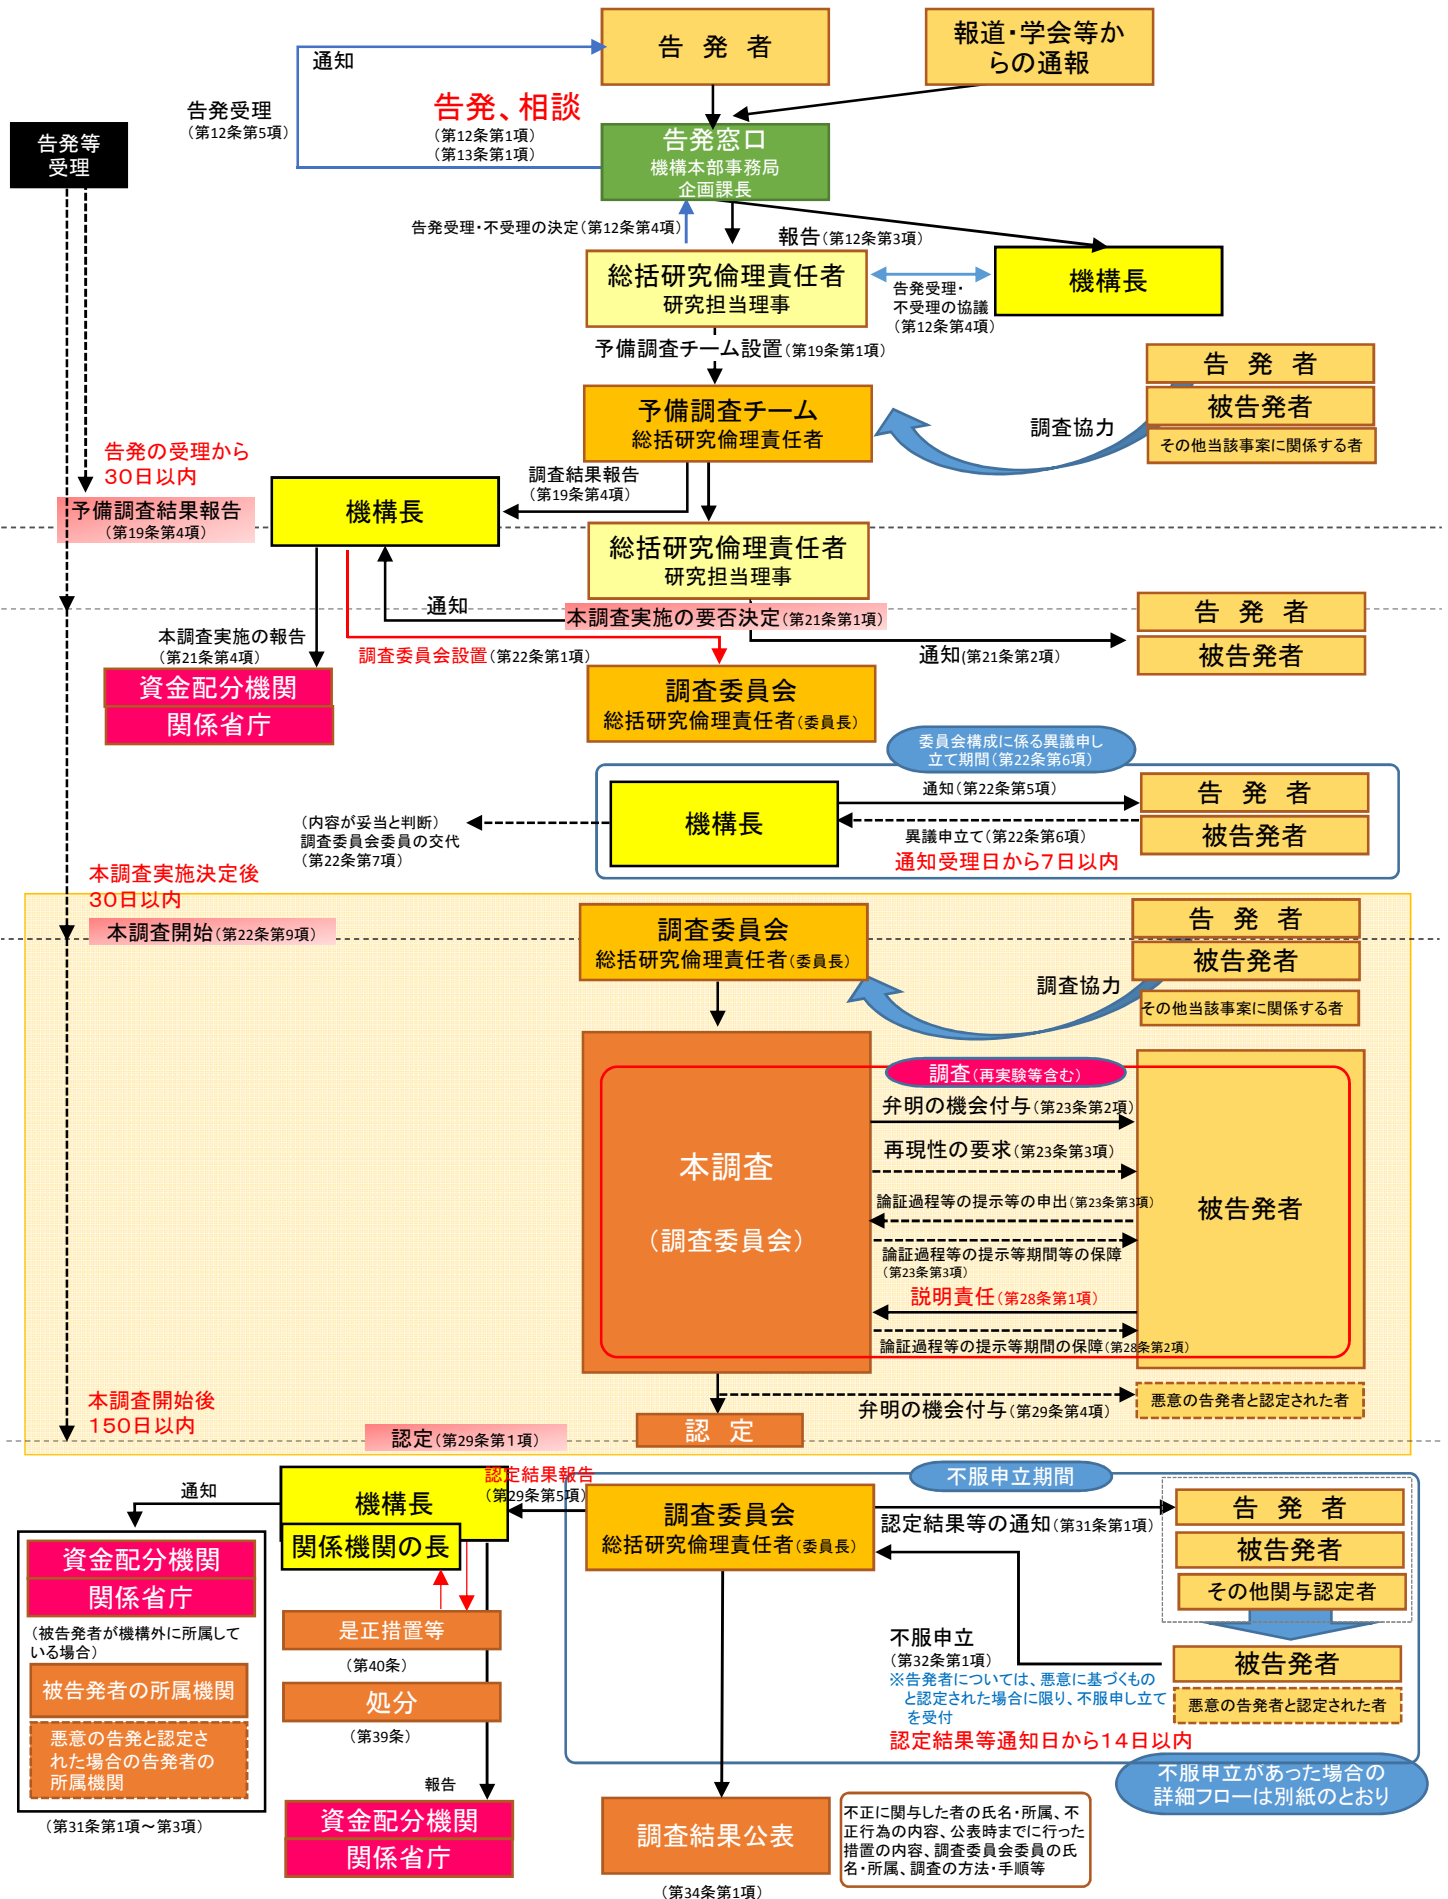 告 発 者
報道・学会等か
らの通報
通知
告発受理
(第12条第5項)
告発、相談
(第12条第1項)
(第13条第1項)
告発等
受理
告発窓口
機構本部事務局
企画課長
告発受理・不受理の決定(第12条第4項)
報告(第12条第3項)
総括研究倫理責任者
研究担当理事
告発受理・
不受理の協議
(第12条第4項)
機構長
予備調査チーム設置(第19条第1項)
告 発 者
被告発者
その他当該事案に関係する者
予備調査チーム
総括研究倫理責任者
調査協力
告発の受理から
30日以内
予備調査結果報告
(第19条第4項)
調査結果報告
(第19条第4項)
機構長
総括研究倫理責任者
研究担当理事
通知
本調査実施の要否決定(第21条第1項)
告 発 者
被告発者
通知(第21条第2項)
本調査実施の報告
(第21条第4項)
調査委員会設置(第22条第1項)
資金配分機関
関係省庁
調査委員会
総括研究倫理責任者(委員長)
委員会構成に係る異議申し
立て期間(第22条第6項)
機構長
通知(第22条第5項)
異議申立て(第22条第6項)
通知受理日から7日以内
告 発 者
被告発者
(内容が妥当と判断)
調査委員会委員の交代
(第22条第7項)
本調査実施決定後
30日以内
本調査開始(第22条第9項)
調査委員会
総括研究倫理責任者(委員長)
告 発 者
被告発者
その他当該事案に関係する者
調査協力
調査(再実験等含む)
本調査
(調査委員会)
弁明の機会付与(第23条第2項)
再現性の要求(第23条第3項)
論証過程等の提示等の申出(第23条第3項)
論証過程等の提示等期間等の保障
(第23条第3項)
説明責任(第28条第1項)
論証過程等の提示等期間の保障(第28条第2項)
被告発者
本調査開始後
150日以内
弁明の機会付与(第29条第4項)
悪意の告発者と認定された者
認定(第29条第1項)
認 定
不服申立期間
認定結果報告
(第29条第5項)
通知
機構長
関係機関の長
調査委員会
総括研究倫理責任者(委員長)
認定結果等の通知(第31条第1項)
告 発 者
被告発者
その他関与認定者
資金配分機関
関係省庁
(被告発者が機構外に所属して
いる場合)
被告発者の所属機関
悪意の告発と認定さ
れた場合の告発者の
所属機関
(第31条第1項～第3項)
是正措置等
(第40条)
処分
(第39条)
報告
資金配分機関
関係省庁
不服申立
(第32条第1項)
※告発者については、悪意に基づくもの
と認定された場合に限り、不服申し立て
を受付
認定結果等通知日から14日以内
被告発者
悪意の告発者と認定された者
不服申立があった場合の
詳細フローは別紙のとおり
調査結果公表
(第34条第1項)
不正に関与した者の氏名・所属、不
正行為の内容、公表時までに行った
措置の内容、調査委員会委員の氏
名・所属、調査の方法・手順等